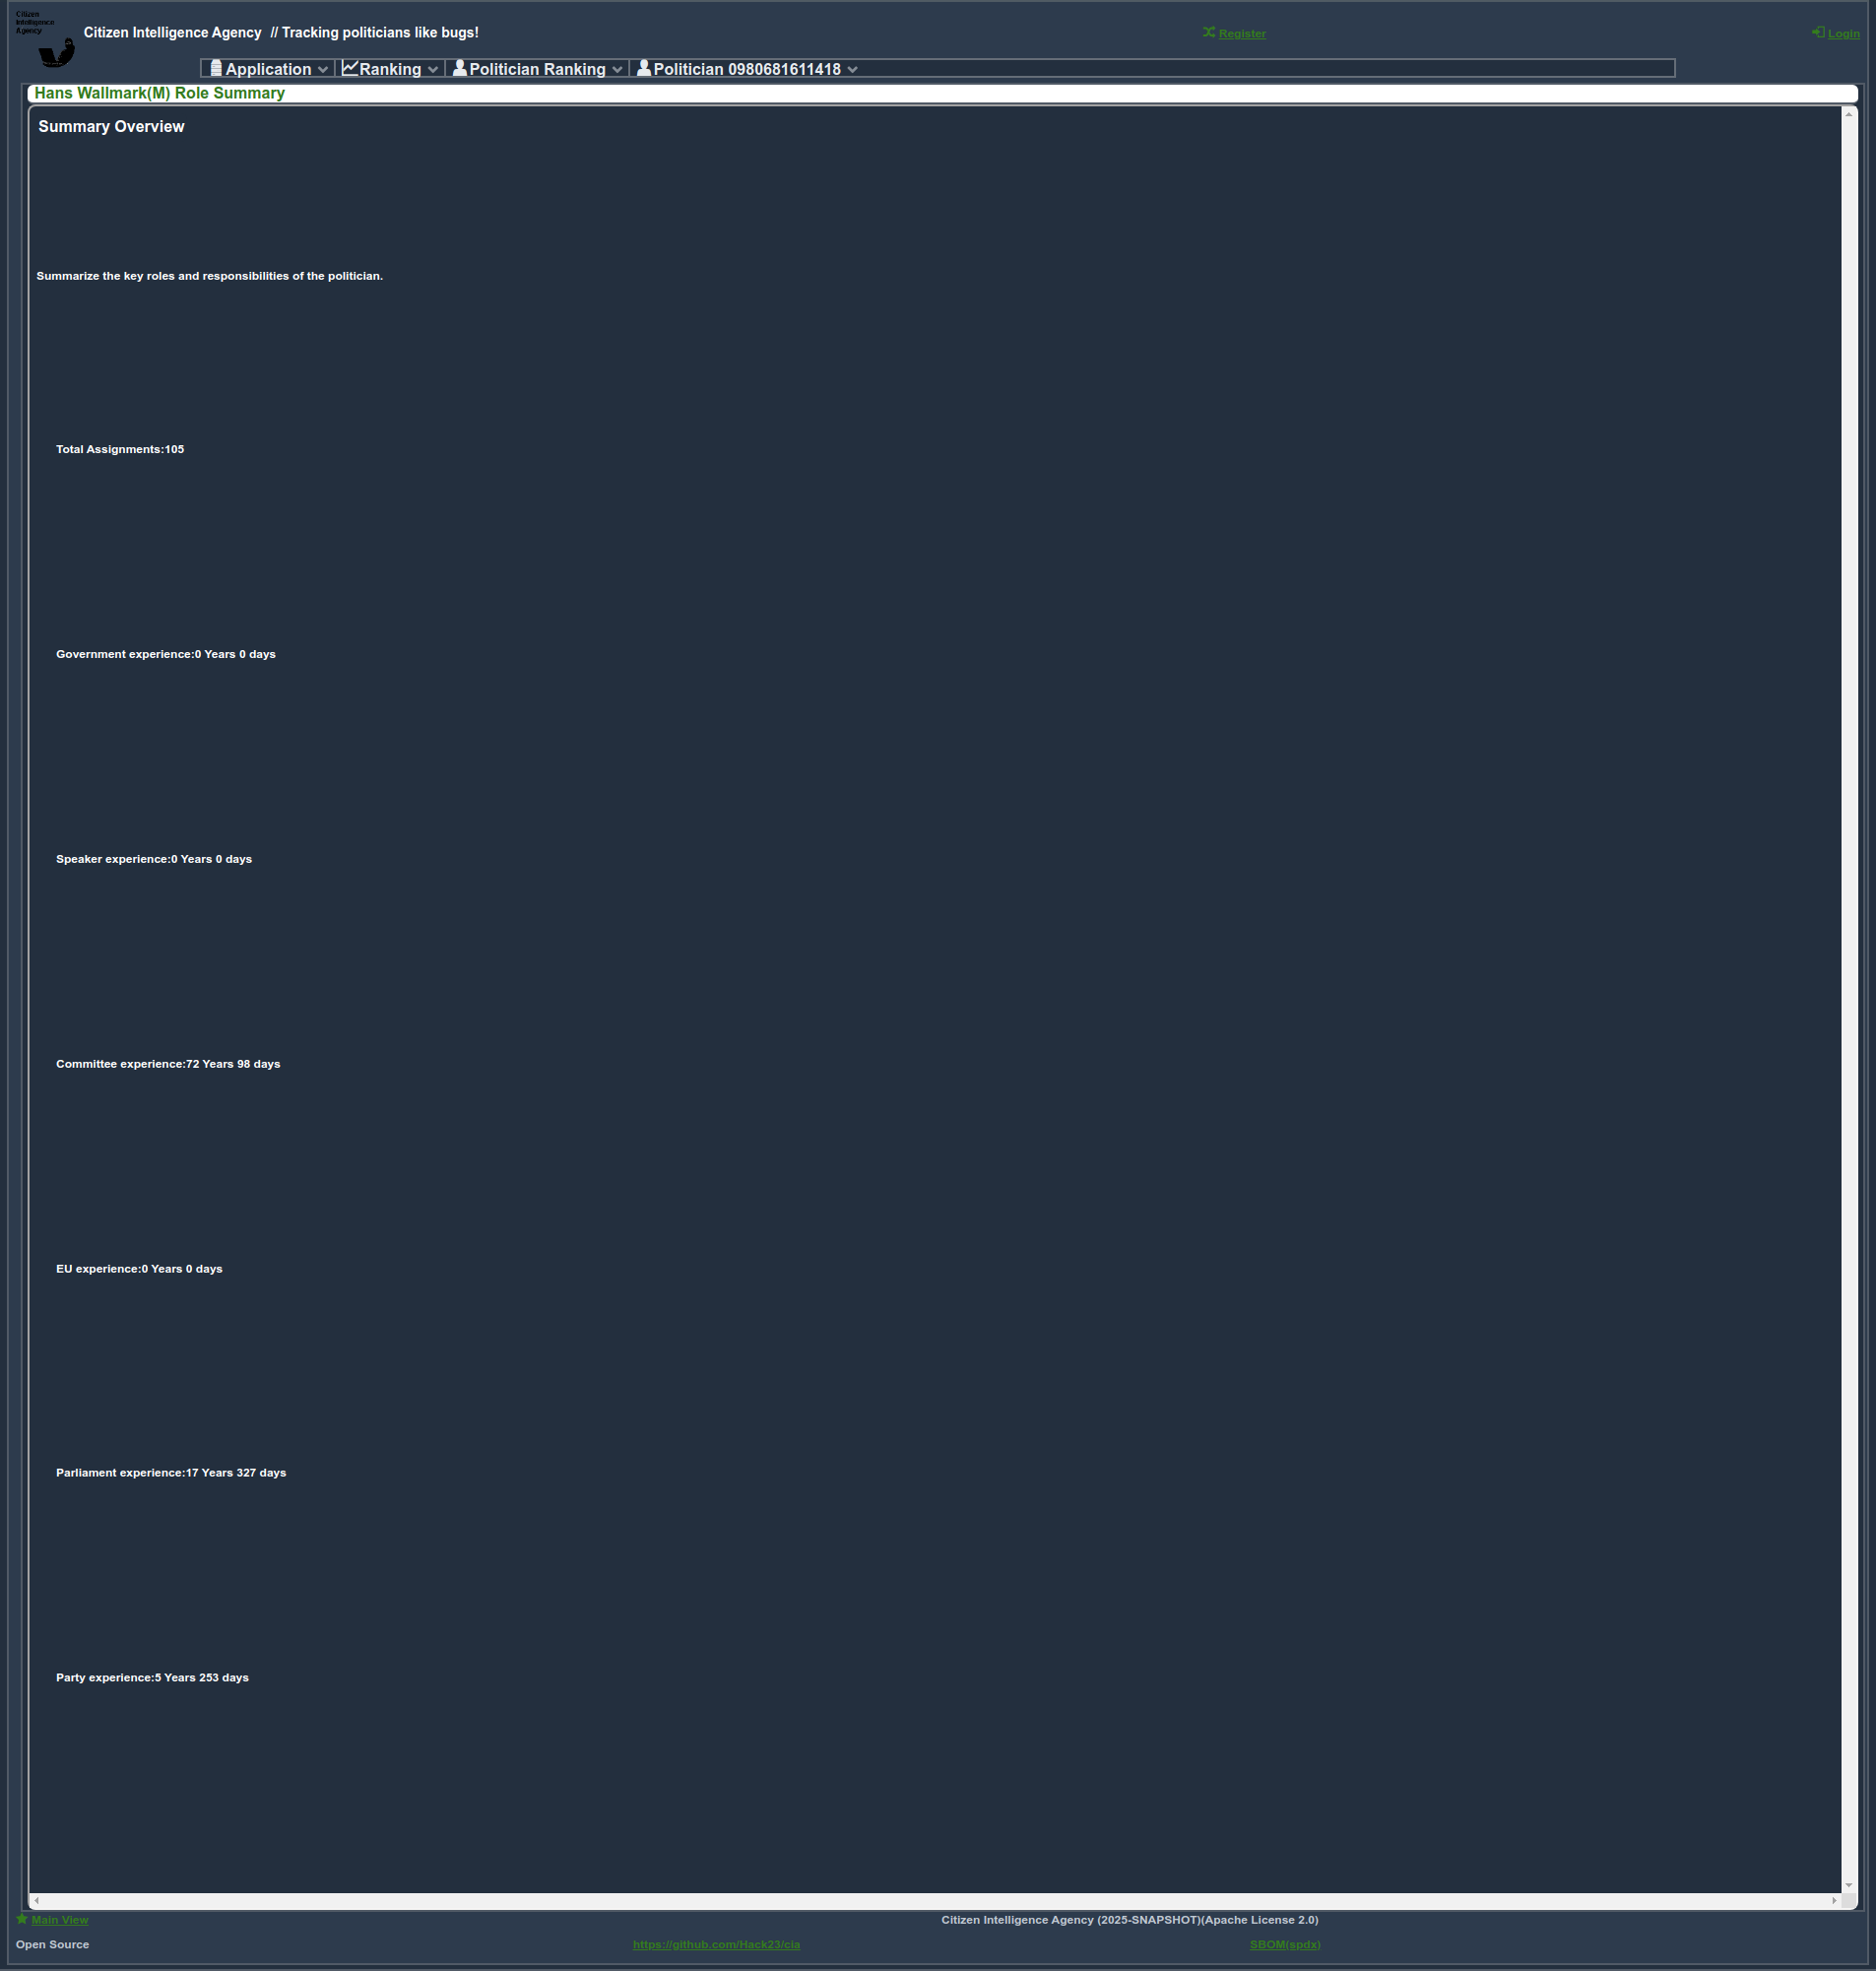 Citizen
Intelligence
Agency
Citizen Intelligence Agency // Tracking politicians like bugs!
Register
Login
Application
Ranking
Politician Ranking
Politician 0980681611418
Hans Wallmark(M) Role Summary
Summary Overview
Summarize the key roles and responsibilities of the politician.
Total Assignments:105
Government experience:0 Years 0 days
Speaker experience:0 Years 0 days
Committee experience:72 Years 98 days
EU experience:0 Years 0 days
Parliament experience:17 Years 327 days
Party experience:5 Years 253 days
Main View
Citizen Intelligence Agency (2025-SNAPSHOT)(Apache License 2.0)
Open Source
https://github.com/Hack23/cia
SBOM(spdx)